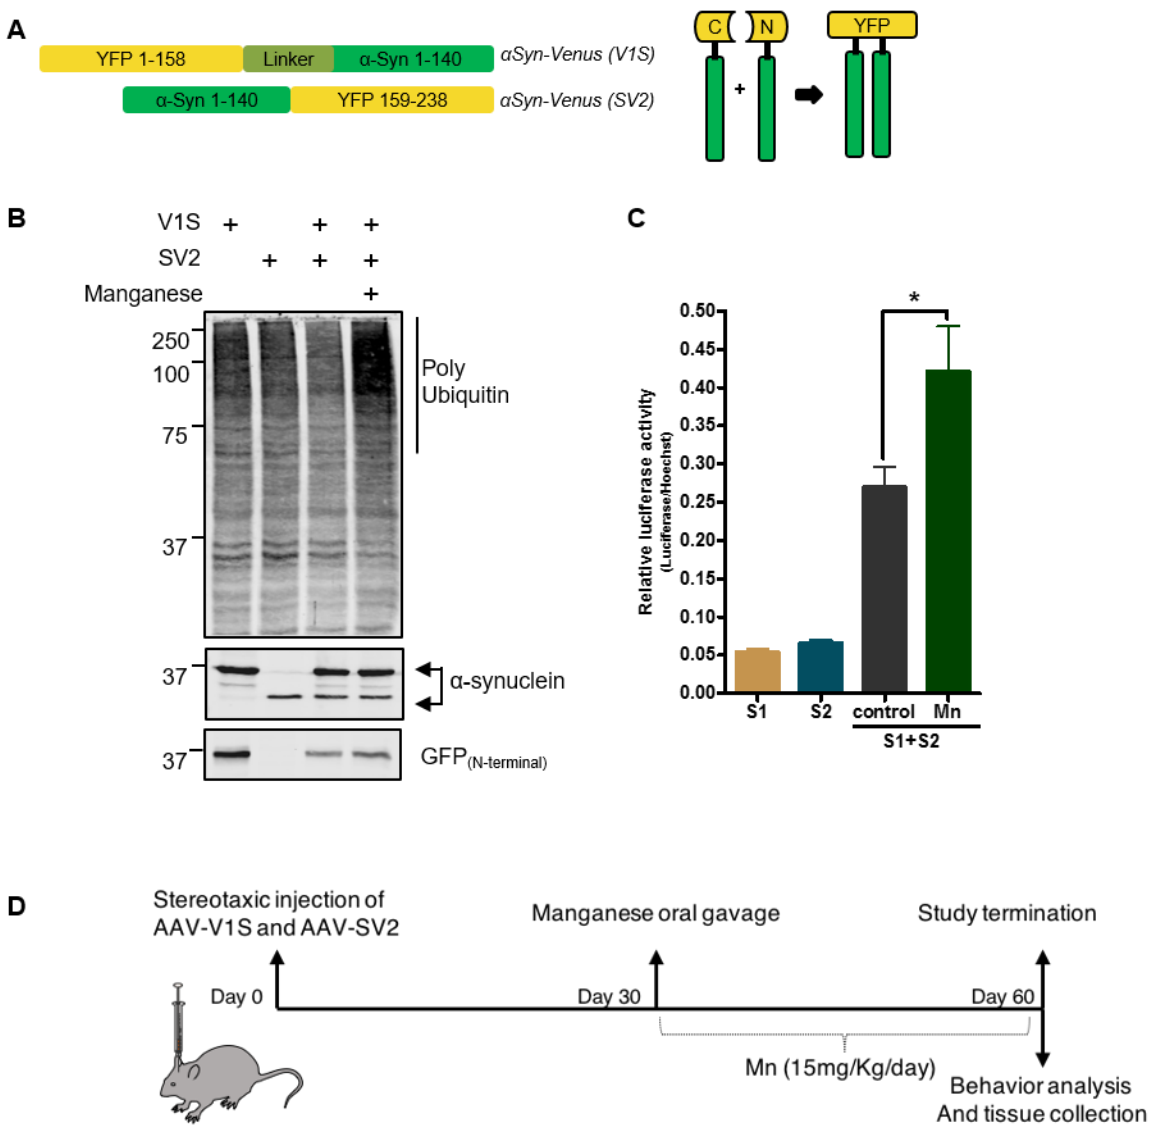 A
YFP 1-158 Linker α-Syn 1-140 αSyn-Venus (V1S)
α-Syn 1-140 YFP 159-238 αSyn-Venus (SV2)
C N YFP
+
B
V1S + + +
SV2 + + +
Manganese +
250
100
75
37
Poly
Ubiquitin
37
α-synuclein
37
GFP(N-terminal)
C
*
0.50
0.45
0.40
0.35
0.30
0.25
0.20
0.15
0.10
0.05
0.00
Relative luciferase activity
(Luciferase/Hoechst)
S1 S2 control Mn
S1+S2
D
Stereotaxic injection of
AAV-V1S and AAV-SV2
Manganese oral gavage
Study termination
Day 0 Day 30 Day 60
Mn (15mg/Kg/day)
Behavior analysis
And tissue collection